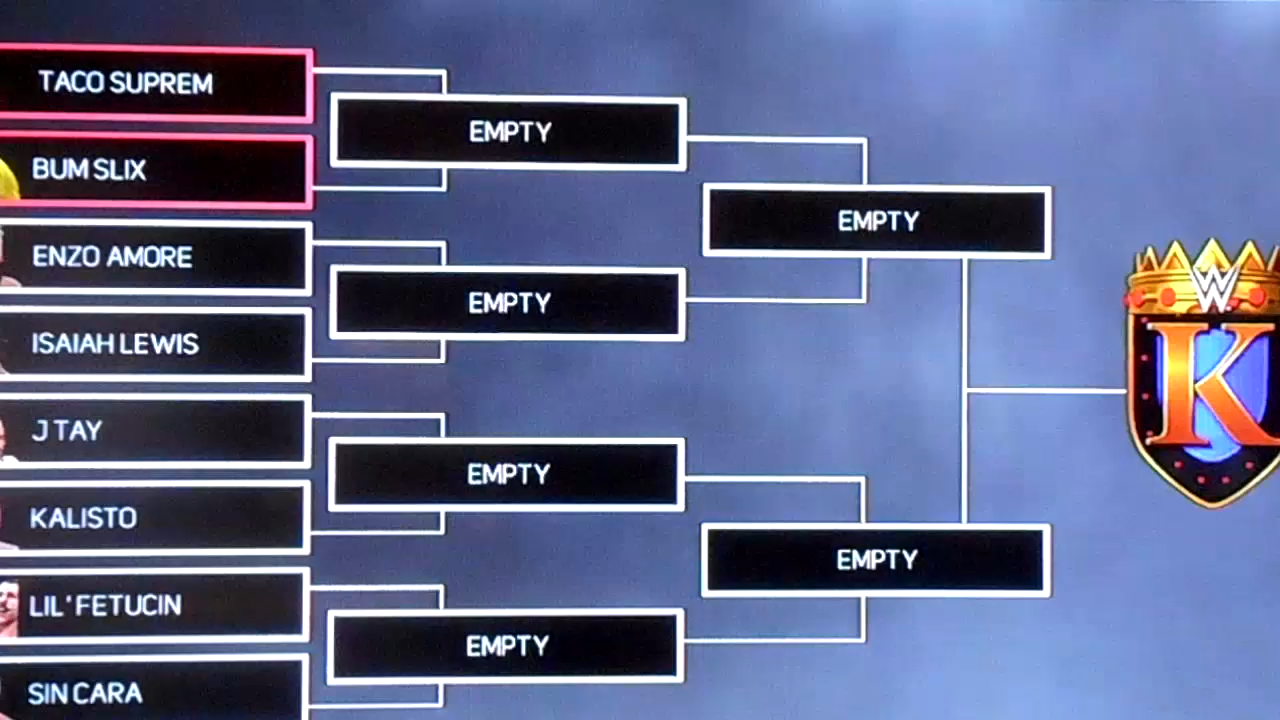 TACO SUPREM
BUM SLIX
ENZO AMORE
ISAIAH LEWIS
J TAY
KALISTO
LIL' FETUCIN
SIN CARA
EMPTY
EMPTY
EMPTY
EMPTY
EMPTY
EMPTY
W
K